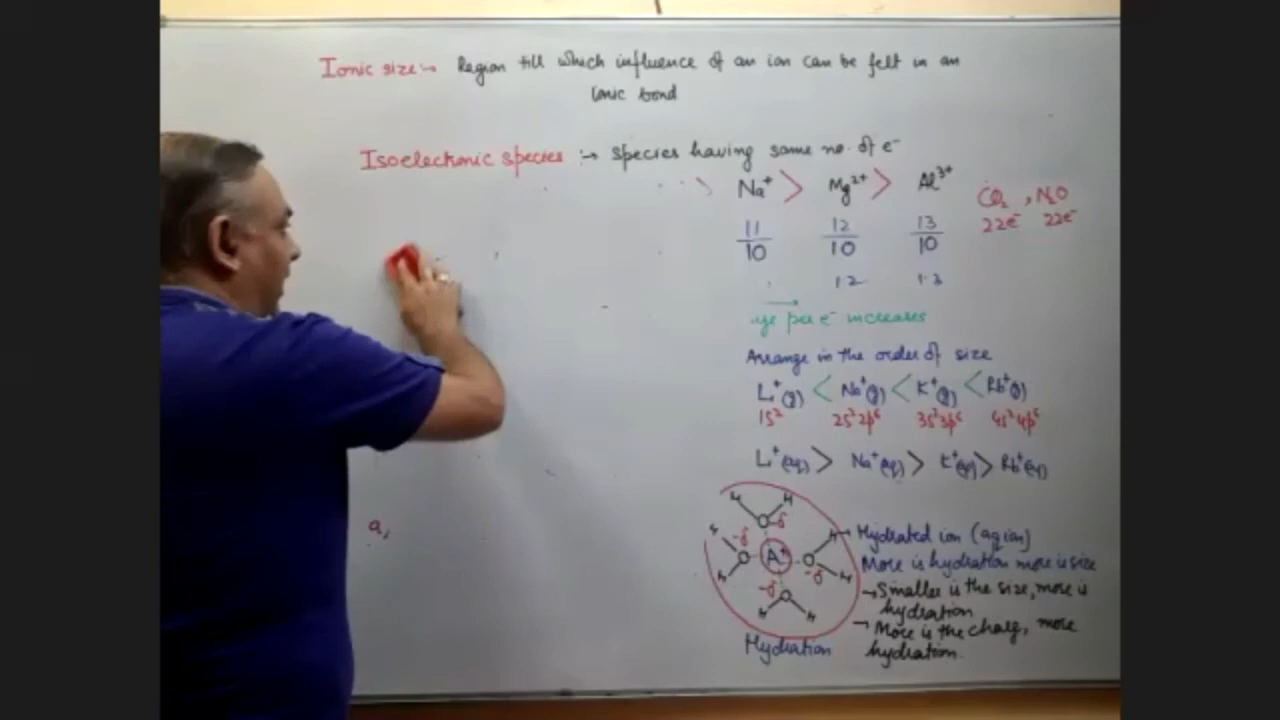 Ionic size:→ Region till which influence of an ion can be felt in an
ionic bond
Isoelectronic species :→ species having same no. of e⁻
Na⁺ > Mg²⁺ > Al³⁺
CO₂, N₂O
22e⁻ 22e⁻
11/10 12/10 13/10
1.2 1.3
per e⁻ increases
Arrange in the order of size
Li⁺(g) < Na⁺(g) < K⁺(g) < Rb⁺(g)
1s² 2s²2p⁶ 3s²3p⁶ 4s²4p⁶
Li⁺(aq) > Na⁺(aq) > K⁺(aq) > Rb⁺(aq)
H H
O -δ
H -δ O A⁺ O -δ H
H H
-δ O
H H
Hydration
Hydrated ion (aq ion)
More is hydration more is size
→ Smaller is the size, more is
hydration
→ More is the charge, more
hydration.
a,